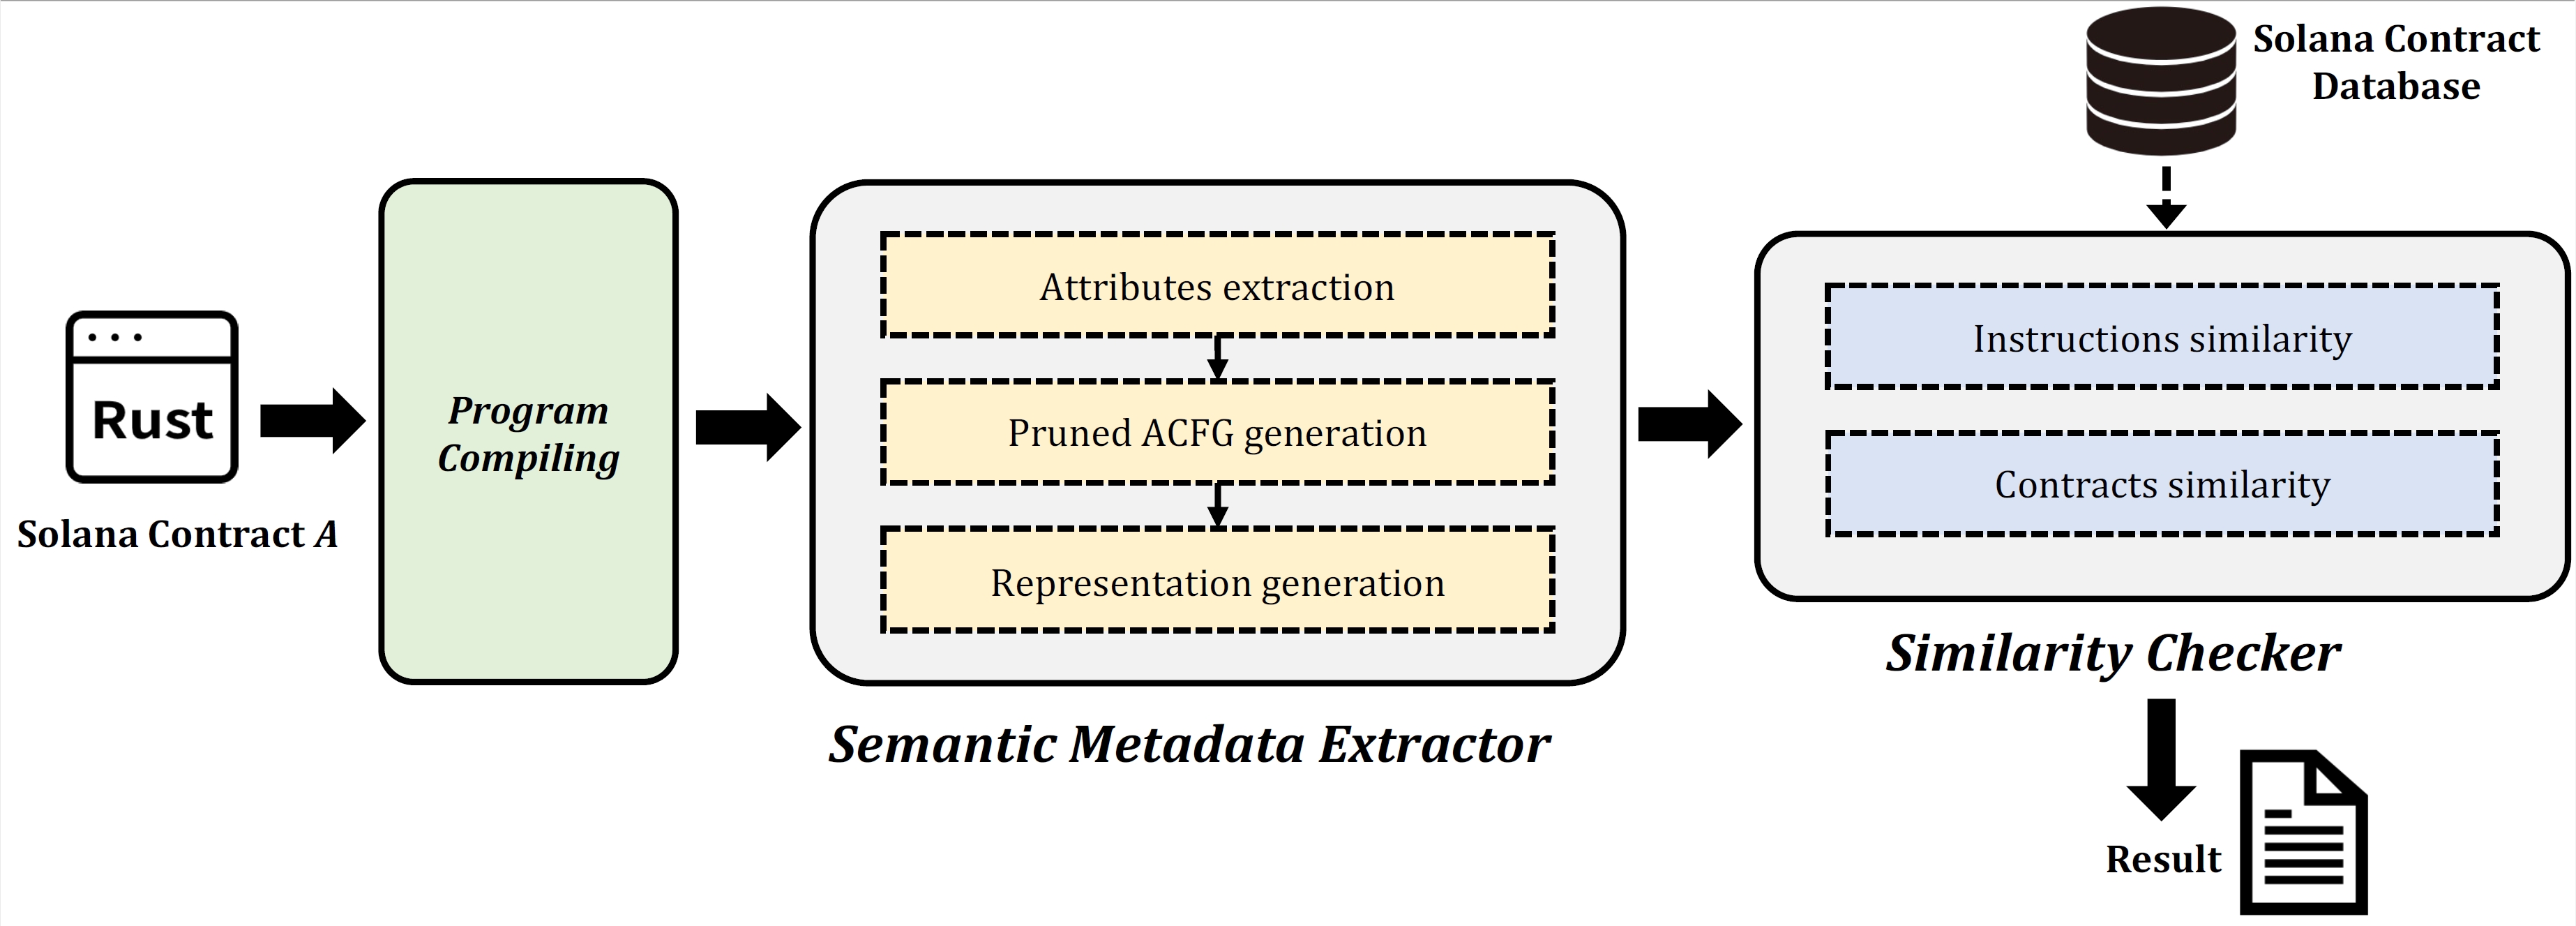 Rust
Solana Contract A
Program
Compiling
Attributes extraction
Pruned ACFG generation
Representation generation
Semantic Metadata Extractor
Solana Contract
Database
Instructions similarity
Contracts similarity
Similarity Checker
Result